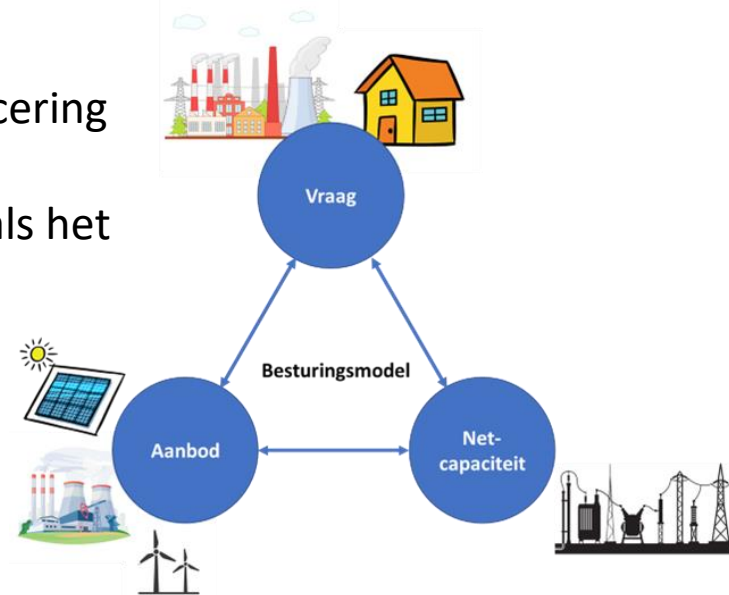 cering
als het
Vraag
Besturingsmodel
Aanbod
Net-
capaciteit